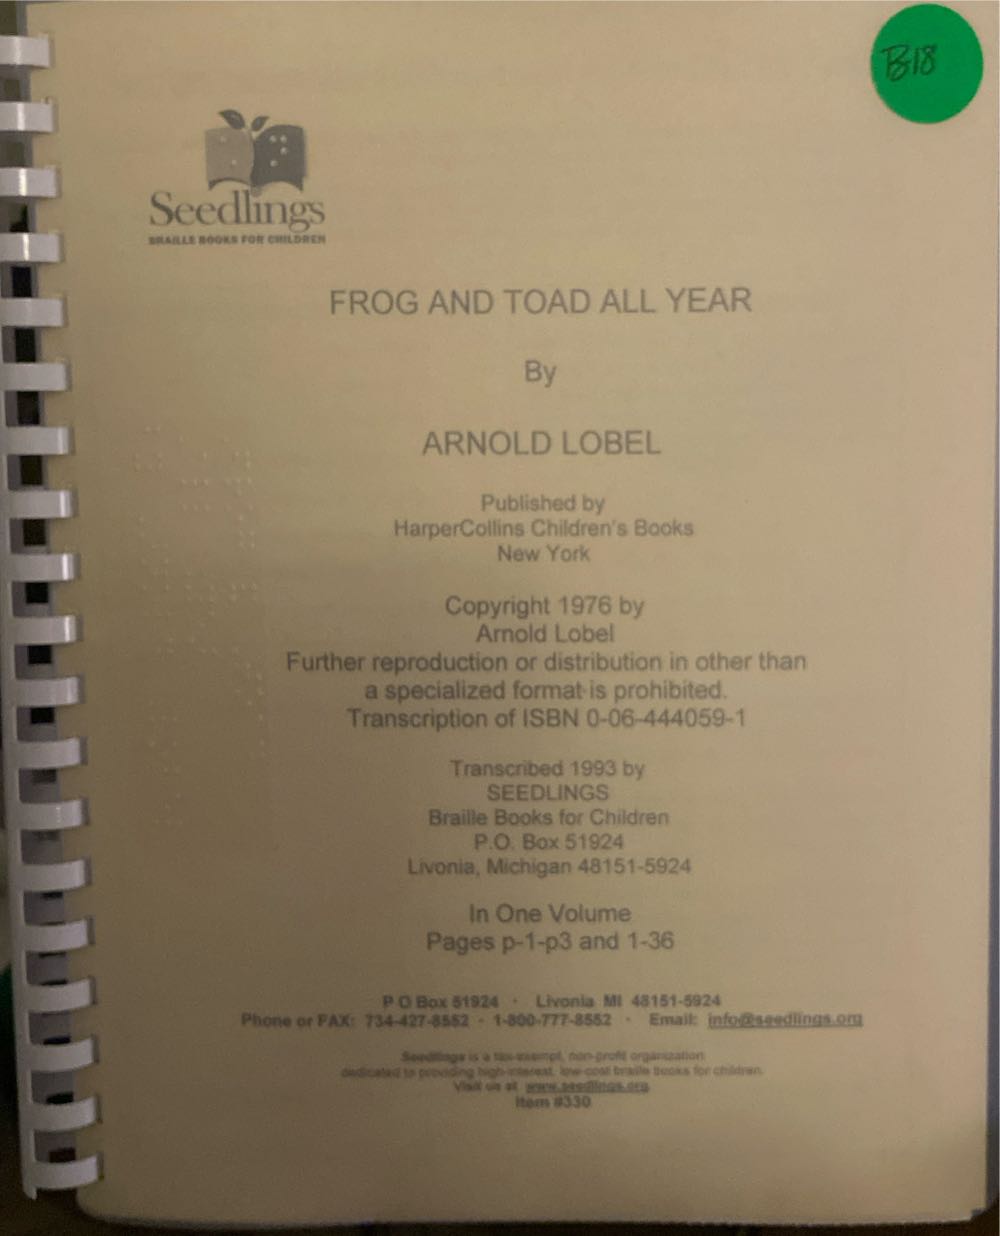 B18
Seedlings
BRAILLE BOOKS FOR CHILDREN
FROG AND TOAD ALL YEAR
By
ARNOLD LOBEL
Published by
HarperCollins Children's Books
New York
Copyright 1976 by
Arnold Lobel
Further reproduction or distribution in other than
a specialized format is prohibited.
Transcription of ISBN 0-06-444059-1
Transcribed 1993 by
SEEDLINGS
Braille Books for Children
P.O. Box 51924
Livonia, Michigan 48151-5924
In One Volume
Pages p-1-p3 and 1-36
P O Box 51924 · Livonia MI 48151-5924
Phone or FAX: 734-427-8552 · 1-800-777-8552 · Email: info@seedlings.org
Seedlings is a tax-exempt, non-profit organization
dedicated to providing high-interest, low-cost braille books for children.
Visit us at www.seedlings.org
Item #330